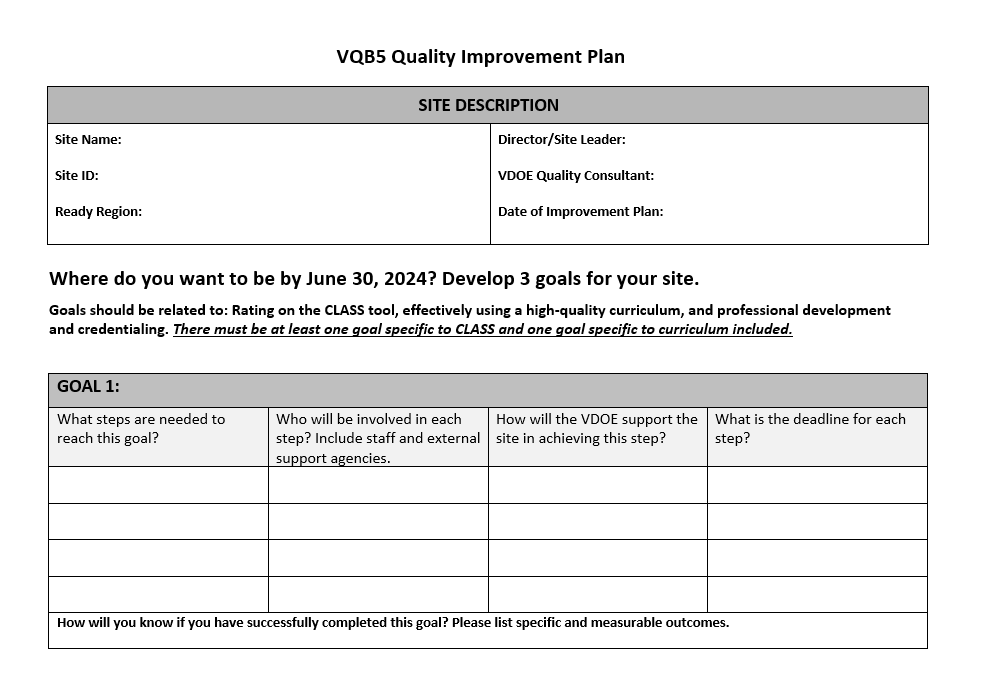 VQB5 Quality Improvement Plan
SITE DESCRIPTION
Site Name:
Site ID:
Ready Region:
Director/Site Leader:
VDOE Quality Consultant:
Date of Improvement Plan:
Where do you want to be by June 30, 2024? Develop 3 goals for your site.
Goals should be related to: Rating on the CLASS tool, effectively using a high-quality curriculum, and professional development
and credentialing. There must be at least one goal specific to CLASS and one goal specific to curriculum included.
GOAL 1:
What steps are needed to
reach this goal?
Who will be involved in each
step? Include staff and external
support agencies.
How will the VDOE support the
site in achieving this step?
What is the deadline for each
step?
How will you know if you have successfully completed this goal? Please list specific and measurable outcomes.